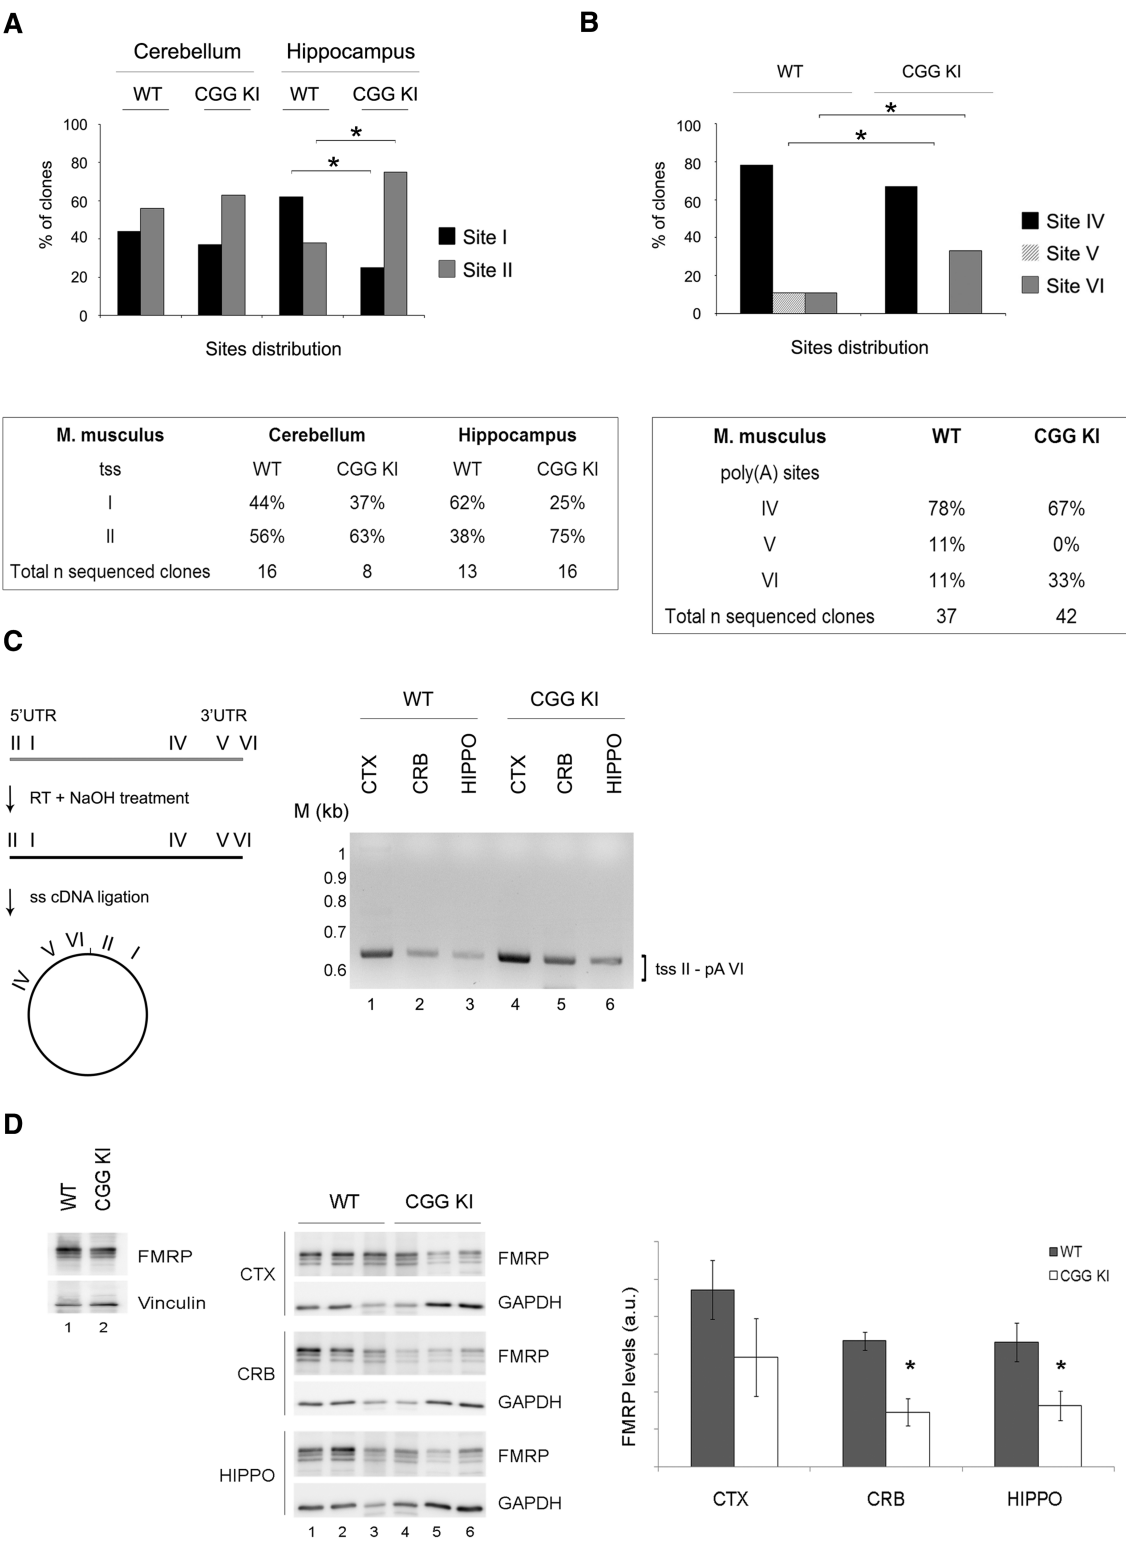 A
Cerebellum Hippocampus
WT CGG KI WT CGG KI
100
80
60
40
20
0
% of clones
* *
Site I
Site II
Sites distribution
B
WT CGG KI
100
80
60
40
20
0
% of clones
* *
Site IV
Site V
Site VI
Sites distribution
M. musculus Cerebellum Hippocampus
tss WT CGG KI WT CGG KI
I 44% 37% 62% 25%
II 56% 63% 38% 75%
Total n sequenced clones 16 8 13 16
M. musculus WT CGG KI
poly(A) sites
IV 78% 67%
V 11% 0%
VI 11% 33%
Total n sequenced clones 37 42
C
5'UTR 3'UTR
II I IV V VI
RT + NaOH treatment
II I IV V VI
ss cDNA ligation
IV V VI II I
WT CGG KI
CTX CRB HIPPO CTX CRB HIPPO
M (kb)
1
0.9
0.8
0.7
0.6
tss II - pA VI
1 2 3 4 5 6
D
WT CGG KI
FMRP
Vinculin
1 2
WT CGG KI
CTX
FMRP
GAPDH
CRB
FMRP
GAPDH
HIPPO
FMRP
GAPDH
1 2 3 4 5 6
FMRP levels (a.u.)
WT
CGG KI
* *
CTX CRB HIPPO